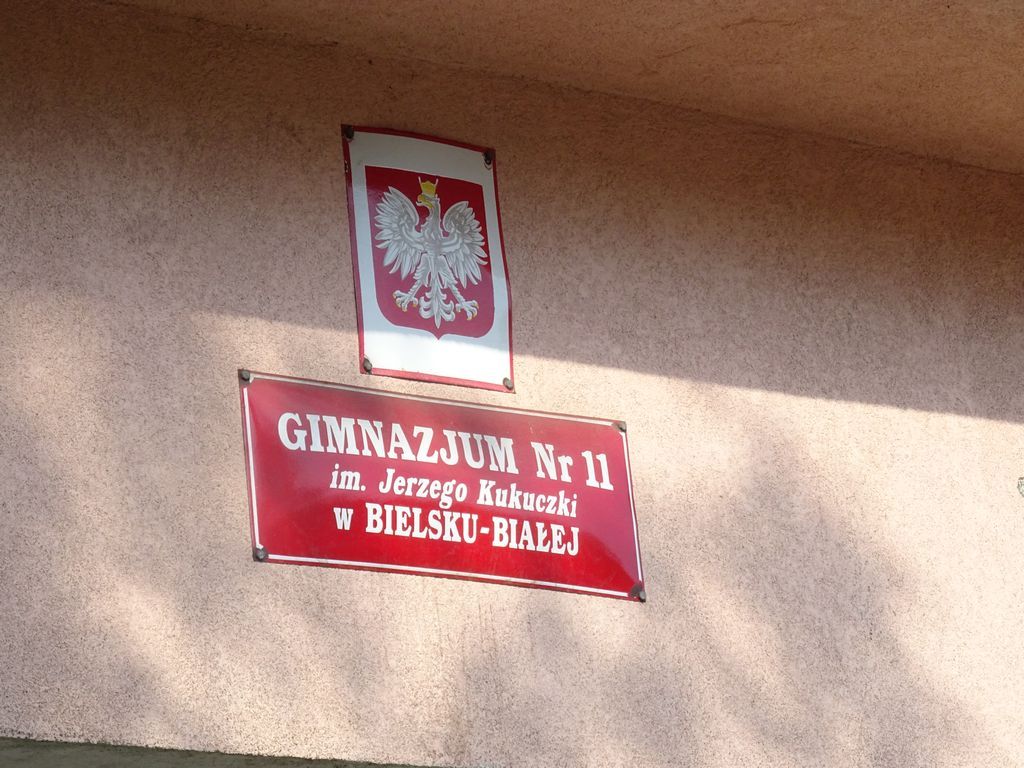 GIMNAZJUM Nr 11
im. Jerzego Kukuczki
w BIELSKU-BIAŁEJ